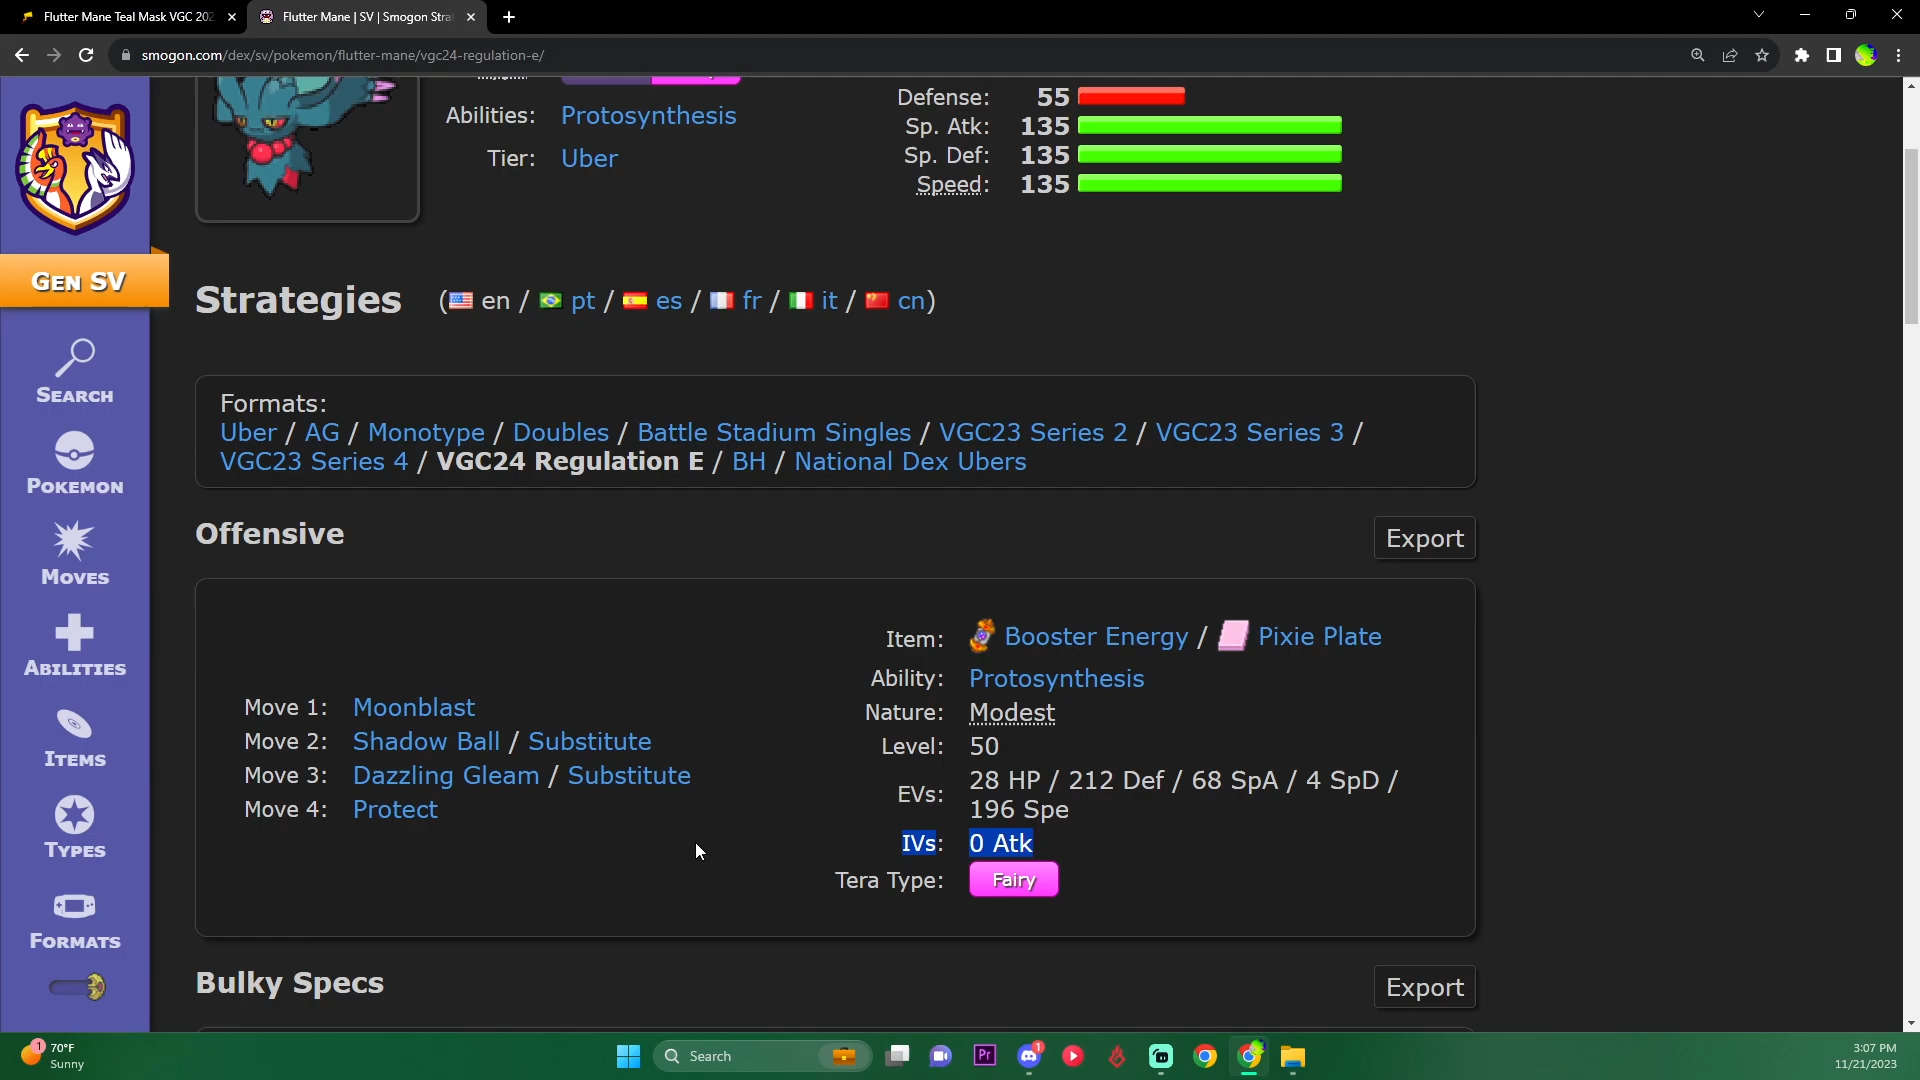 Flutter Mane Teal Mask VGC 202
Flutter Mane | SV | Smogon Stra
smogon.com/dex/sv/pokemon/flutter-mane/vgc24-regulation-e/
Abilities: Protosynthesis
Tier: Uber
Defense: 55
Sp. Atk: 135
Sp. Def: 135
Speed: 135
GEN SV
SEARCH
POKEMON
MOVES
ABILITIES
ITEMS
TYPES
FORMATS
Strategies (en / pt / es / fr / it / cn)
Formats:
Uber / AG / Monotype / Doubles / Battle Stadium Singles / VGC23 Series 2 / VGC23 Series 3 /
VGC23 Series 4 / VGC24 Regulation E / BH / National Dex Ubers
Offensive
Export
Move 1: Moonblast
Move 2: Shadow Ball / Substitute
Move 3: Dazzling Gleam / Substitute
Move 4: Protect
Item: Booster Energy / Pixie Plate
Ability: Protosynthesis
Nature: Modest
Level: 50
EVs: 28 HP / 212 Def / 68 SpA / 4 SpD /
196 Spe
IVs: 0 Atk
Tera Type: Fairy
Bulky Specs
Export
1
70°F
Sunny
Search
Pr
1
3:07 PM
11/21/2023